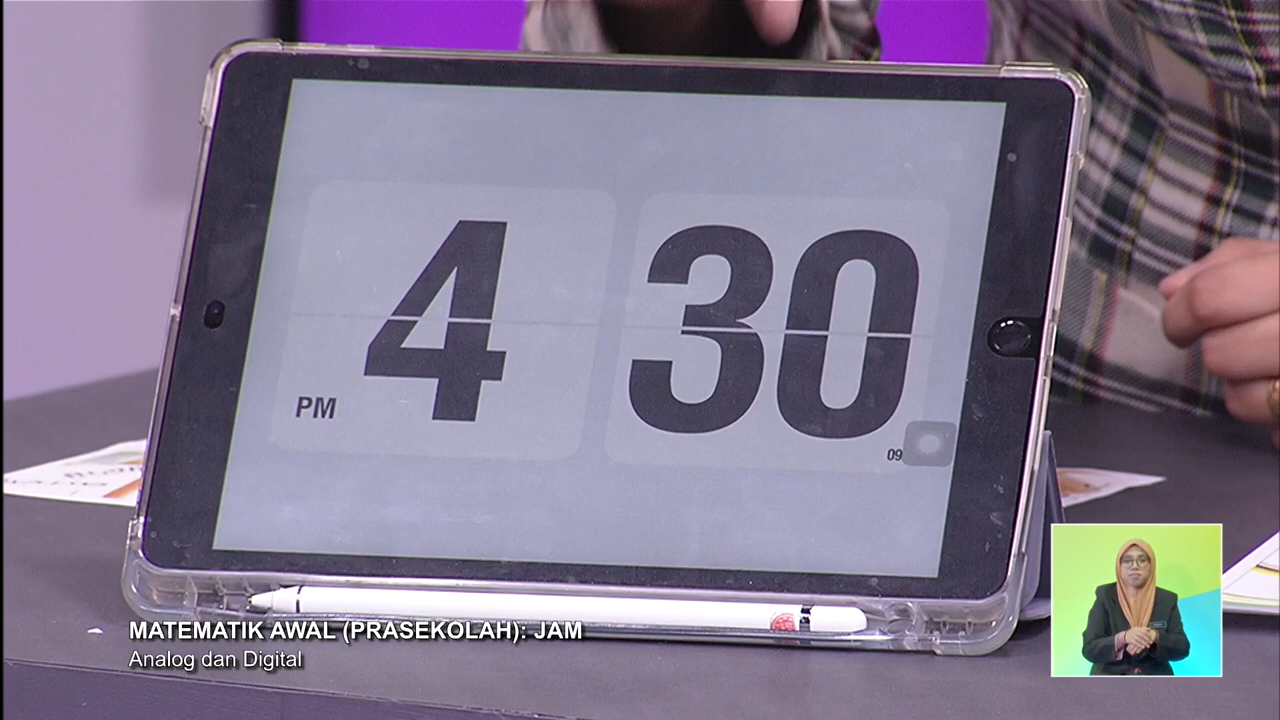 4 30
PM
09
MATEMATIK AWAL (PRASEKOLAH): JAM
Analog dan Digital